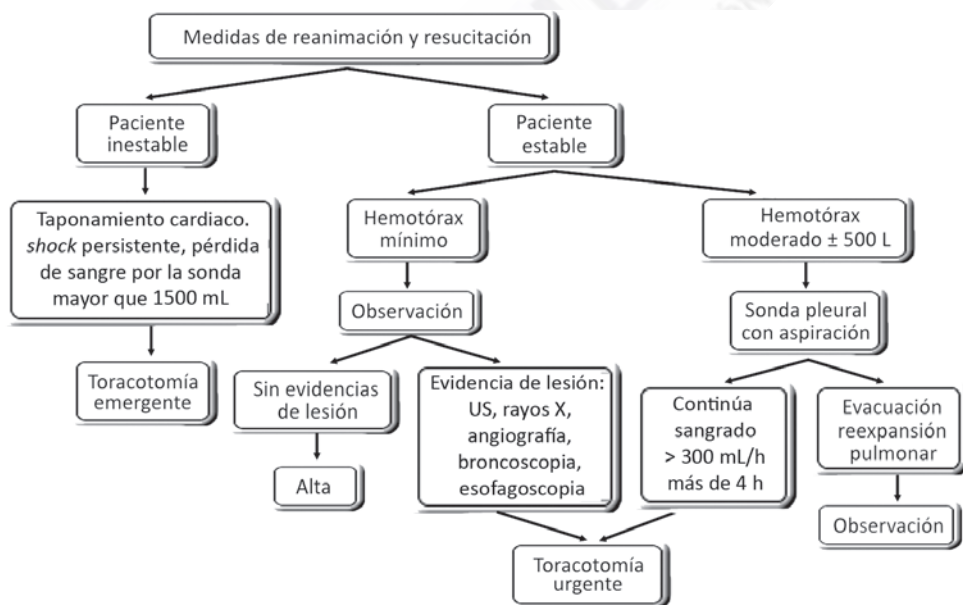 Medidas de reanimación y resucitación
Paciente
inestable
Paciente
estable
Taponamiento cardiaco.
shock persistente, pérdida
de sangre por la sonda
mayor que 1500 mL
Hemotórax
mínimo
Hemotórax
moderado ± 500 L
Observación
Sonda pleural
con aspiración
Toracotomía
emergente
Sin evidencias
de lesión
Evidencia de lesión:
US, rayos X,
angiografía,
broncoscopia,
esofagoscopia
Continúa
sangrado
> 300 mL/h
más de 4 h
Evacuación
reexpansión
pulmonar
Alta
Observación
Toracotomía
urgente